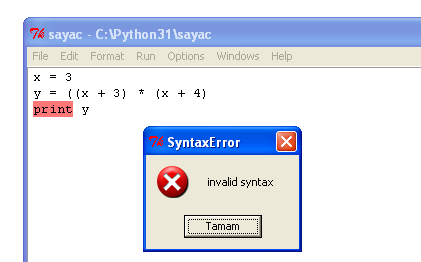 sayac - C:\Python31\sayac
File Edit Format Run Options Windows Help
x = 3
y = ((x + 3) * (x + 4)
print y
SyntaxError
invalid syntax
Tamam